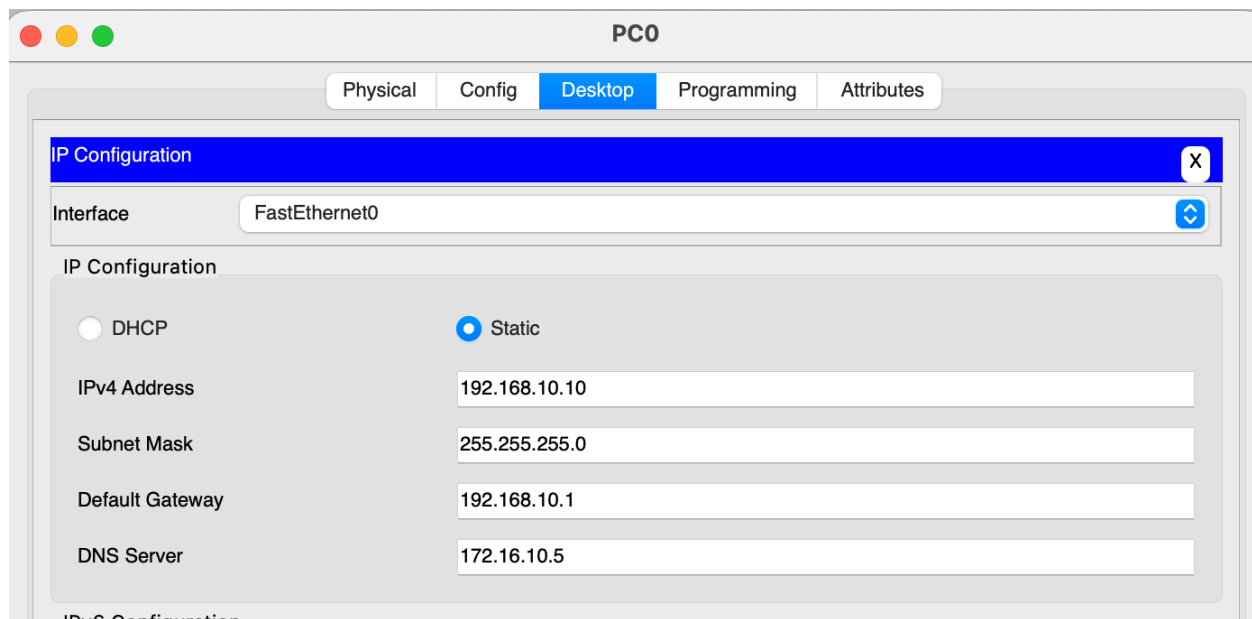 PC0
Physical Config Desktop Programming Attributes
IP Configuration X
Interface FastEthernet0
IP Configuration
DHCP Static
IPv4 Address 192.168.10.10
Subnet Mask 255.255.255.0
Default Gateway 192.168.10.1
DNS Server 172.16.10.5
IPv6 Configuration